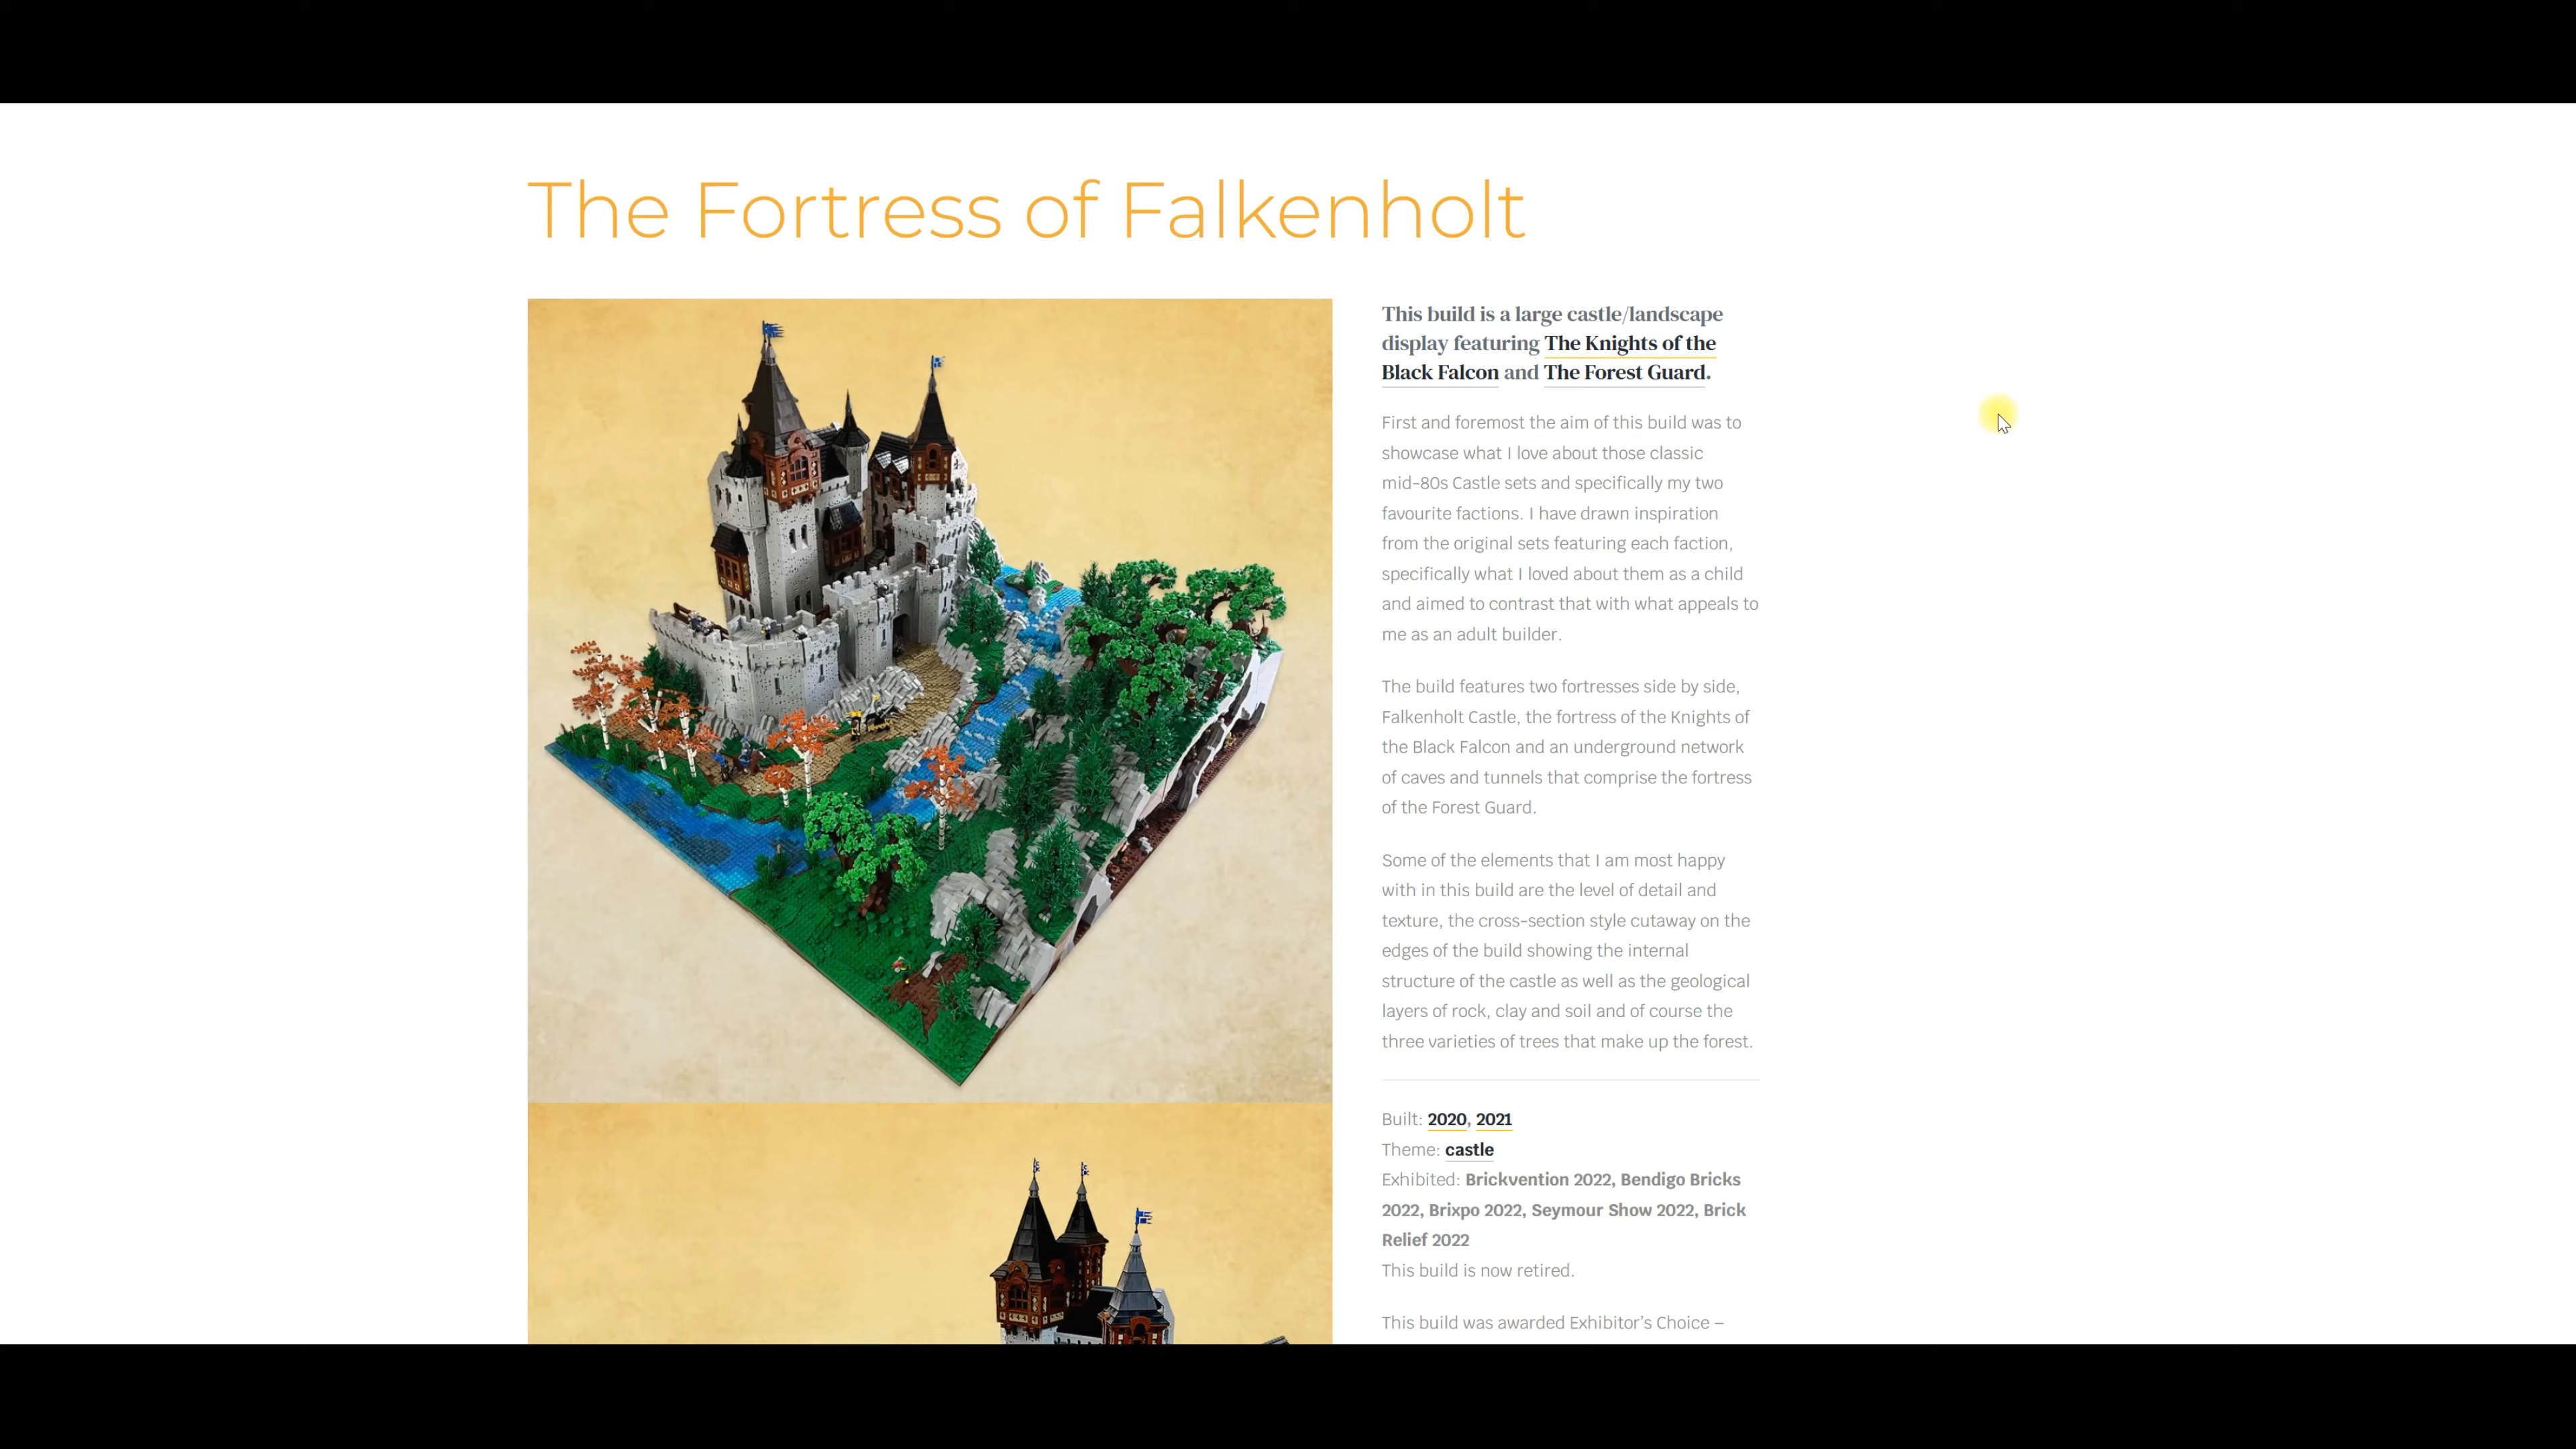 The Fortress of Falkenholt
This build is a large castle/landscape
display featuring The Knights of the
Black Falcon and The Forest Guard.
First and foremost the aim of this build was to
showcase what I love about those classic
mid-80s Castle sets and specifically my two
favourite factions. I have drawn inspiration
from the original sets featuring each faction,
specifically what I loved about them as a child
and aimed to contrast that with what appeals to
me as an adult builder.
The build features two fortresses side by side,
Falkenholt Castle, the fortress of the Knights of
the Black Falcon and an underground network
of caves and tunnels that comprise the fortress
of the Forest Guard.
Some of the elements that I am most happy
with in this build are the level of detail and
texture, the cross-section style cutaway on the
edges of the build showing the internal
structure of the castle as well as the geological
layers of rock, clay and soil and of course the
three varieties of trees that make up the forest.
Built: 2020, 2021
Theme: castle
Exhibited: Brickvention 2022, Bendigo Bricks
2022, Brixpo 2022, Seymour Show 2022, Brick
Relief 2022
This build is now retired.
This build was awarded Exhibitor's Choice –